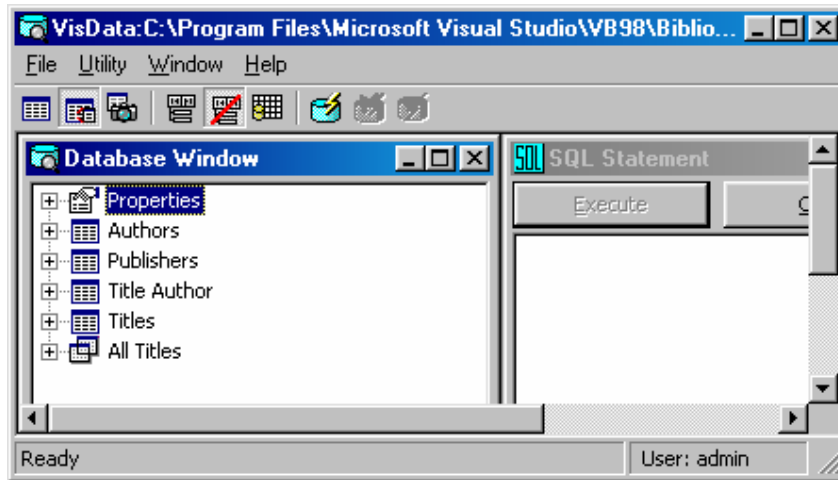 VisData:C:\Program Files\Microsoft Visual Studio\VB98\Biblio...
File Utility Window Help
Database Window
SQL Statement
Properties
Execute
Authors
Publishers
Title Author
Titles
All Titles
Ready
User: admin